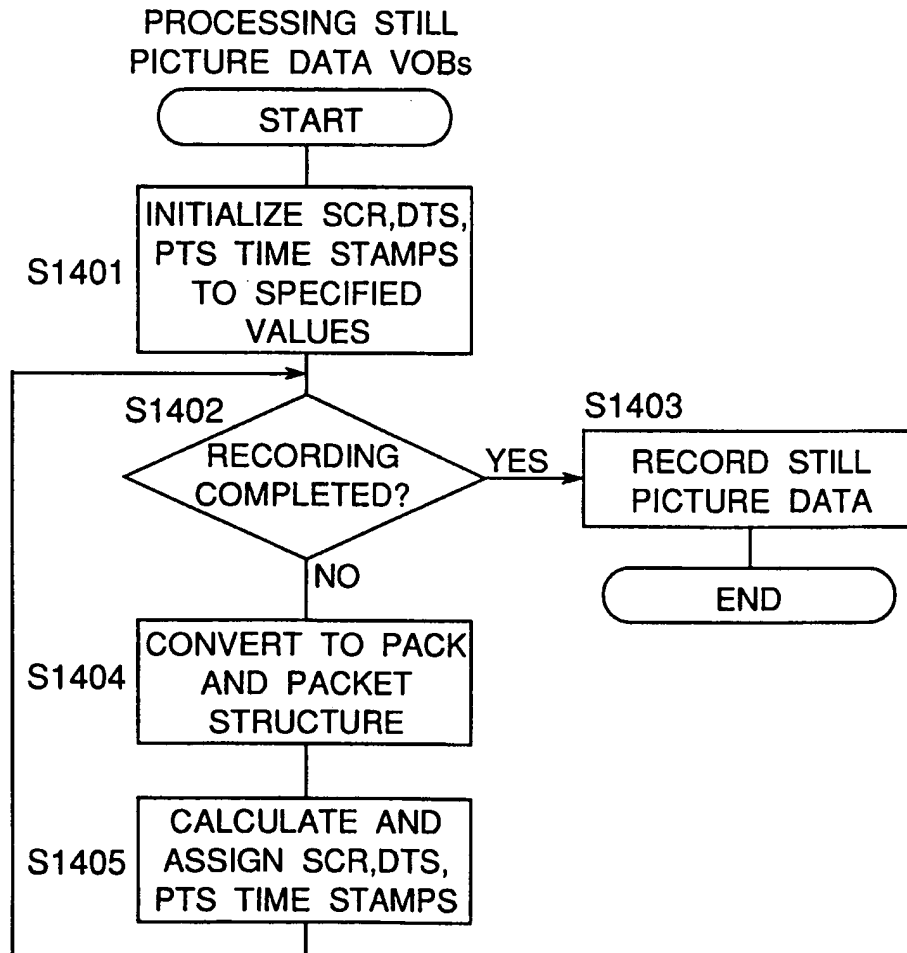 PROCESSING STILL
PICTURE DATA VOBs
START
INITIALIZE SCR,DTS,
PTS TIME STAMPS
TO SPECIFIED
VALUES
S1401
S1402
RECORDING
COMPLETED?
YES
S1403
RECORD STILL
PICTURE DATA
END
NO
CONVERT TO PACK
AND PACKET
STRUCTURE
S1404
CALCULATE AND
ASSIGN SCR,DTS,
PTS TIME STAMPS
S1405